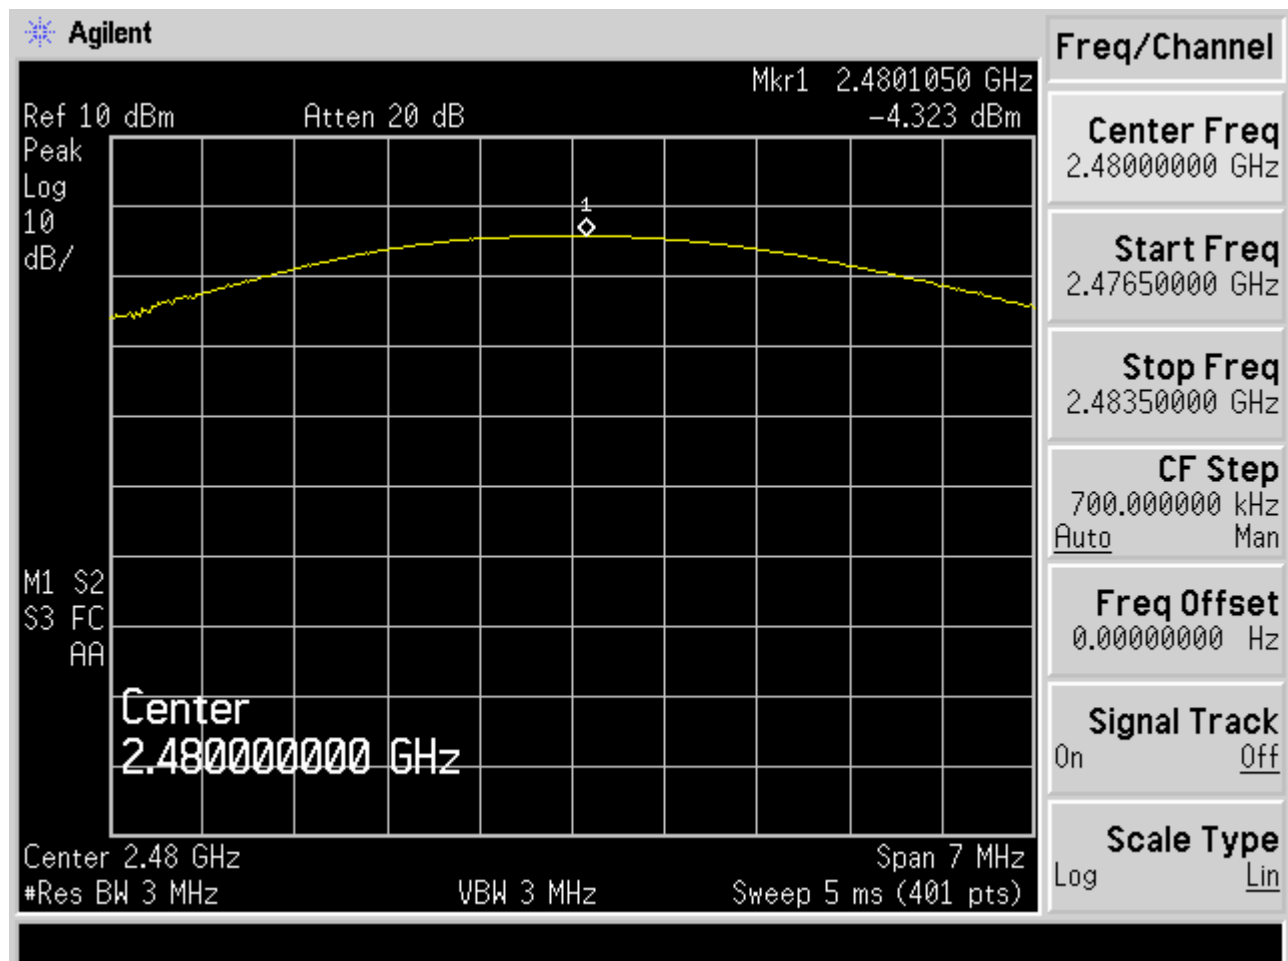 Agilent
Freq/Channel
Mkr1 2.4801050 GHz
Ref 10 dBm Atten 20 dB −4.323 dBm
Peak
Log
10
dB/
1
M1 S2
S3 FC
AA
Center
2.480000000 GHz
Center 2.48 GHz Span 7 MHz
#Res BW 3 MHz VBW 3 MHz Sweep 5 ms (401 pts)
Center Freq
2.48000000 GHz
Start Freq
2.47650000 GHz
Stop Freq
2.48350000 GHz
CF Step
700.000000 kHz
Auto Man
Freq Offset
0.00000000 Hz
Signal Track
On Off
Scale Type
Log Lin